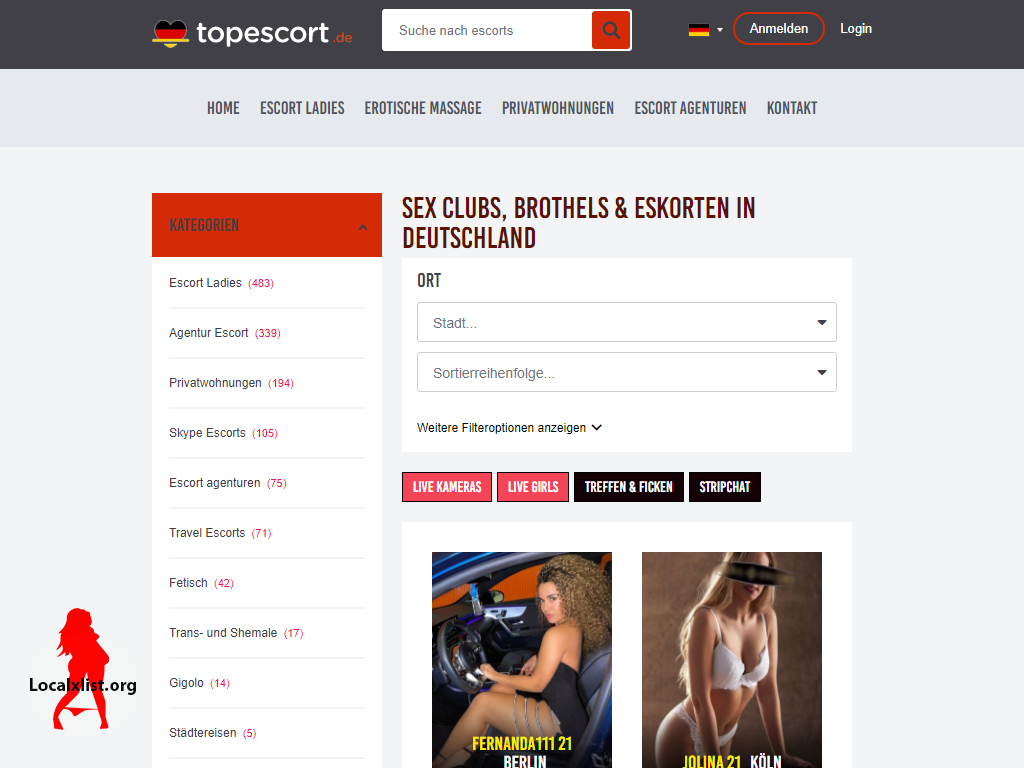 topescort.de
Suche nach escorts
Anmelden
Login
HOME ESCORT LADIES EROTISCHE MASSAGE PRIVATWOHNUNGEN ESCORT AGENTUREN KONTAKT
KATEGORIEN
Escort Ladies (483)
Agentur Escort (339)
Privatwohnungen (194)
Skype Escorts (105)
Escort agenturen (75)
Travel Escorts (71)
Fetisch (42)
Trans- und Shemale (17)
Gigolo (14)
Städtereisen (5)
SEX CLUBS, BROTHELS & ESKORTEN IN
DEUTSCHLAND
ORT
Stadt...
Sortierreihenfolge...
Weitere Filteroptionen anzeigen
LIVE KAMERAS LIVE GIRLS TREFFEN & FICKEN STRIPCHAT
FERNANDA111 21
BERLIN
JOLINA 21 KÖLN
Localxlist.org